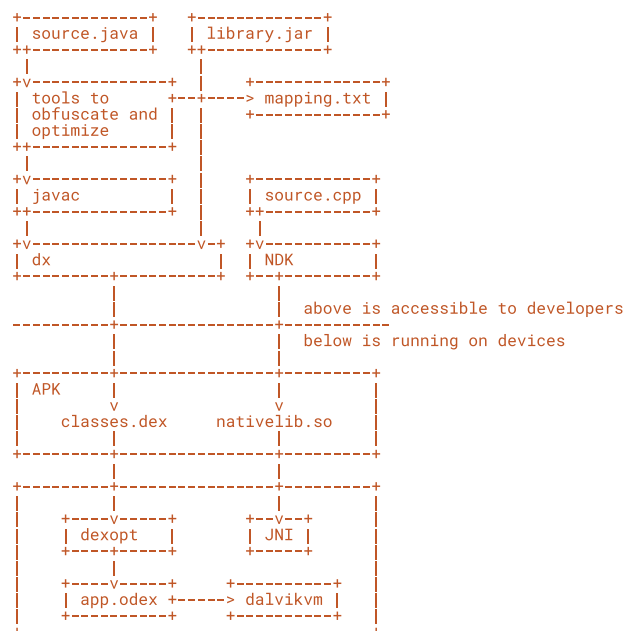 source.java library.jar
tools to mapping.txt
obfuscate and
optimize
javac source.cpp
dx NDK
above is accessible to developers
below is running on devices
APK
classes.dex nativelib.so
dexopt JNI
app.odex dalvikvm